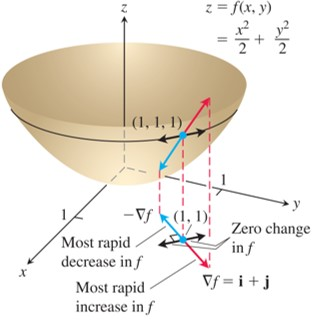 z
z = f(x, y)
= x²/2 + y²/2
(1, 1, 1)
1
y
1
x
−∇f
(1, 1)
Zero change
in f
Most rapid
decrease in f
Most rapid
increase in f
∇f = i + j